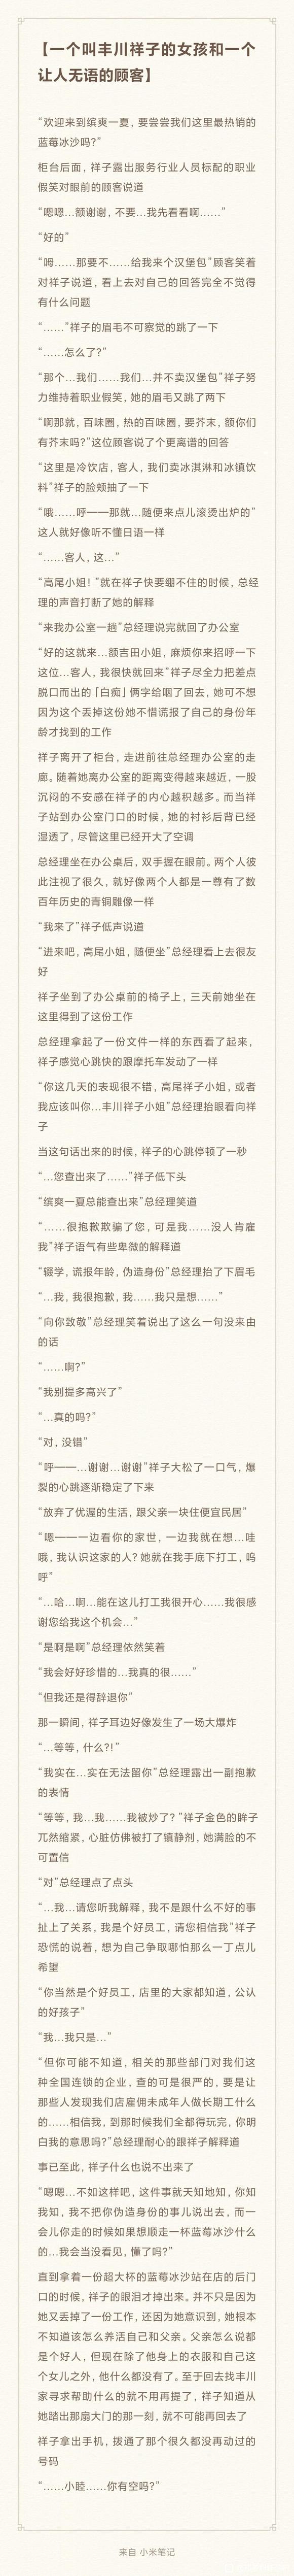 【一个叫丰川祥子的女孩和一个
让人无语的顾客】
“欢迎来到缤爽一夏，要尝尝我们这里最热销的
蓝莓冰沙吗？”
柜台后面，祥子露出服务行业人员标配的职业
假笑对眼前的顾客说道
“嗯嗯…额谢谢，不要…我先看看啊……”
“好的”
“呣……那要不……给我来个汉堡包”顾客笑着
对祥子说道，看上去对自己的回答完全不觉得
有什么问题
“……”祥子的眉毛不可察觉的跳了一下
“……怎么了？”
“那个…我们……我们…并不卖汉堡包”祥子努
力维持着职业假笑，她的眉毛又跳了两下
“啊那就，百味圈，热的百味圈，要芥末，额你们
有芥末吗？”这位顾客说了个更离谱的回答
“这里是冷饮店，客人，我们卖冰淇淋和冰镇饮
料”祥子的脸颊抽了一下
“哦……呼——那就…随便来点儿滚烫出炉的”
这人就好像听不懂日语一样
“……客人，这…”
“高尾小姐！”就在祥子快要绷不住的时候，总经
理的声音打断了她的解释
“来我办公室一趟”总经理说完就回了办公室
“好的这就来…额吉田小姐，麻烦你来招呼一下
这位…客人，我很快就回来”祥子尽全力把差点
脱口而出的「白痴」俩字给咽了回去，她可不想
因为这个丢掉这份她不惜谎报了自己的身份年
龄才找到的工作
祥子离开了柜台，走进前往总经理办公室的走
廊。随着她离办公室的距离变得越来越近，一股
沉闷的不安感在祥子的内心越积越多。而当祥
子站到办公室门口的时候，她的衬衫后背已经
湿透了，尽管这里已经开大了空调
总经理坐在办公桌后，双手握在眼前。两个人彼
此注视了很久，就好像两个人都是一尊有了数
百年历史的青铜雕像一样
“我来了”祥子低声说道
“进来吧，高尾小姐，随便坐”总经理看上去很友
好
祥子坐到了办公桌前的椅子上，三天前她坐在
这里得到了这份工作
总经理拿起了一份文件一样的东西看了起来，
祥子感觉心跳快的跟摩托车发动了一样
“你这几天的表现很不错，高尾祥子小姐，或者
我应该叫你…丰川祥子小姐”总经理抬眼看向祥
子
当这句话出来的时候，祥子的心跳停顿了一秒
“…您查出来了……”祥子低下头
“缤爽一夏总能查出来”总经理笑道
“……很抱歉欺骗了您，可是我……没人肯雇
我”祥子语气有些卑微的解释道
“辍学，谎报年龄，伪造身份”总经理抬了下眉毛
“…我，我很抱歉，我……我只是想……”
“向你致敬”总经理笑着说出了这么一句没来由
的话
“……啊？”
“我别提多高兴了”
“…真的吗？”
“对，没错”
“呼——…谢谢…谢谢”祥子大松了一口气，爆
裂的心跳逐渐稳定了下来
“放弃了优渥的生活，跟父亲一块住便宜民居”
“嗯——一边看你的家世，一边我就在想…哇
哦，我认识这家的人？她就在我手底下打工，呜
呼”
“…哈…啊…能在这儿打工我很开心……我很感
谢您给我这个机会…”
“是啊是啊”总经理依然笑着
“我会好好珍惜的…我真的很……”
“但我还是得辞退你”
那一瞬间，祥子耳边好像发生了一场大爆炸
“…等等，什么？！”
“我实在…实在无法留你”总经理露出一副抱歉
的表情
“等等，我…我……我被炒了？”祥子金色的眸子
兀然缩紧，心脏仿佛被打了镇静剂，她满脸的不
可置信
“对”总经理点了点头
“…我…请您听我解释，我不是跟什么不好的事
扯上了关系，我是个好员工，请您相信我”祥子
恐慌的说着，想为自己争取哪怕那么一丁点儿
希望
“你当然是个好员工，店里的大家都知道，公认
的好孩子”
“我…我只是…”
“但你可能不知道，相关的那些部门对我们这
种全国连锁的企业，查的可是很严的，要是让
那些人发现我们店雇佣未成年人做长期工什么
的……相信我，到那时候我们全都得玩完，你明
白我的意思吗？”总经理耐心的跟祥子解释道
事已至此，祥子什么也说不出来了
“嗯嗯…不如这样吧，这件事就天知地知，你知
我知，我不把你伪造身份的事儿说出去，而一
会儿你走的时候如果想顺走一杯蓝莓冰沙什么
的…我会当没看见，懂了吗？”
直到拿着一份超大杯的蓝莓冰沙站在店的后门
口的时候，祥子的眼泪才掉出来。并不只是因为
她又丢掉了一份工作，还因为她意识到，她根本
不知道该怎么养活自己和父亲。父亲怎么说都
是个好人，但现在除了他身上的衣服和自己这
个女儿之外，他什么都没有了。至于回去找丰川
家寻求帮助什么的就不用再提了，祥子知道从
她踏出那扇大门的那一刻，就不可能再回去了
祥子拿出手机，拨通了那个很久都没再动过的
号码
“……小睦……你有空吗？”
来自 小米笔记